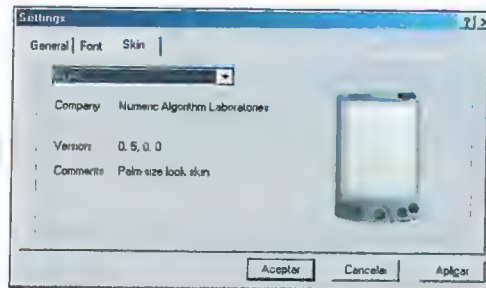 Settings
General Font Skin
Company Numeric Algorithm Laboratories
Version: 0, 5, 0, 0
Comments Palm-size look skin
Aceptar Cancelar Aplicar